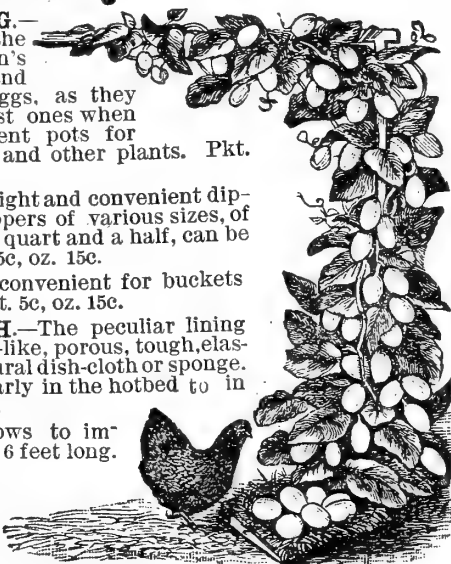 G.—
she
n's
and
ggs, as they
st ones when
ent pots for
and other plants. Pkt.
ight and convenient dip-
ppers of various sizes, of
quart and a half, can be
5c, oz. 15c.
convenient for buckets
t. 5c, oz. 15c.
H.—The peculiar lining
-like, porous, tough, elas-
ural dish-cloth or sponge.
arly in the hotbed to in
ows to im-
6 feet long.